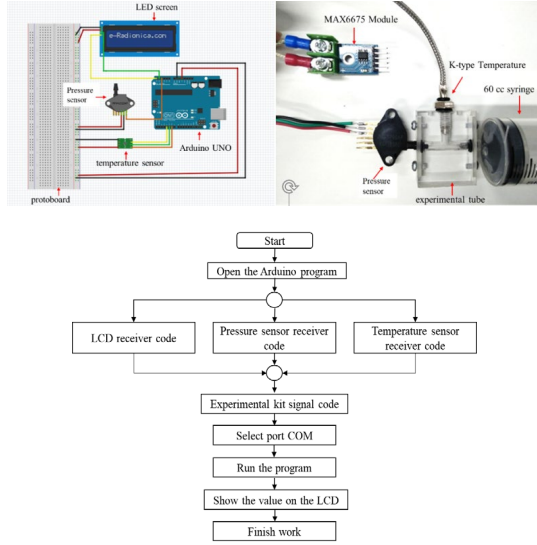 LED screen
e-Radionica.com
Pressure
sensor
Arduino UNO
temperature sensor
protoboard
MAX6675 Module
K-type Temperature
60 cc syringe
Pressure
sensor
experimental tube
Start
Open the Arduino program
LCD receiver code
Pressure sensor receiver
code
Temperature sensor
receiver code
Experimental kit signal code
Select port COM
Run the program
Show the value on the LCD
Finish work